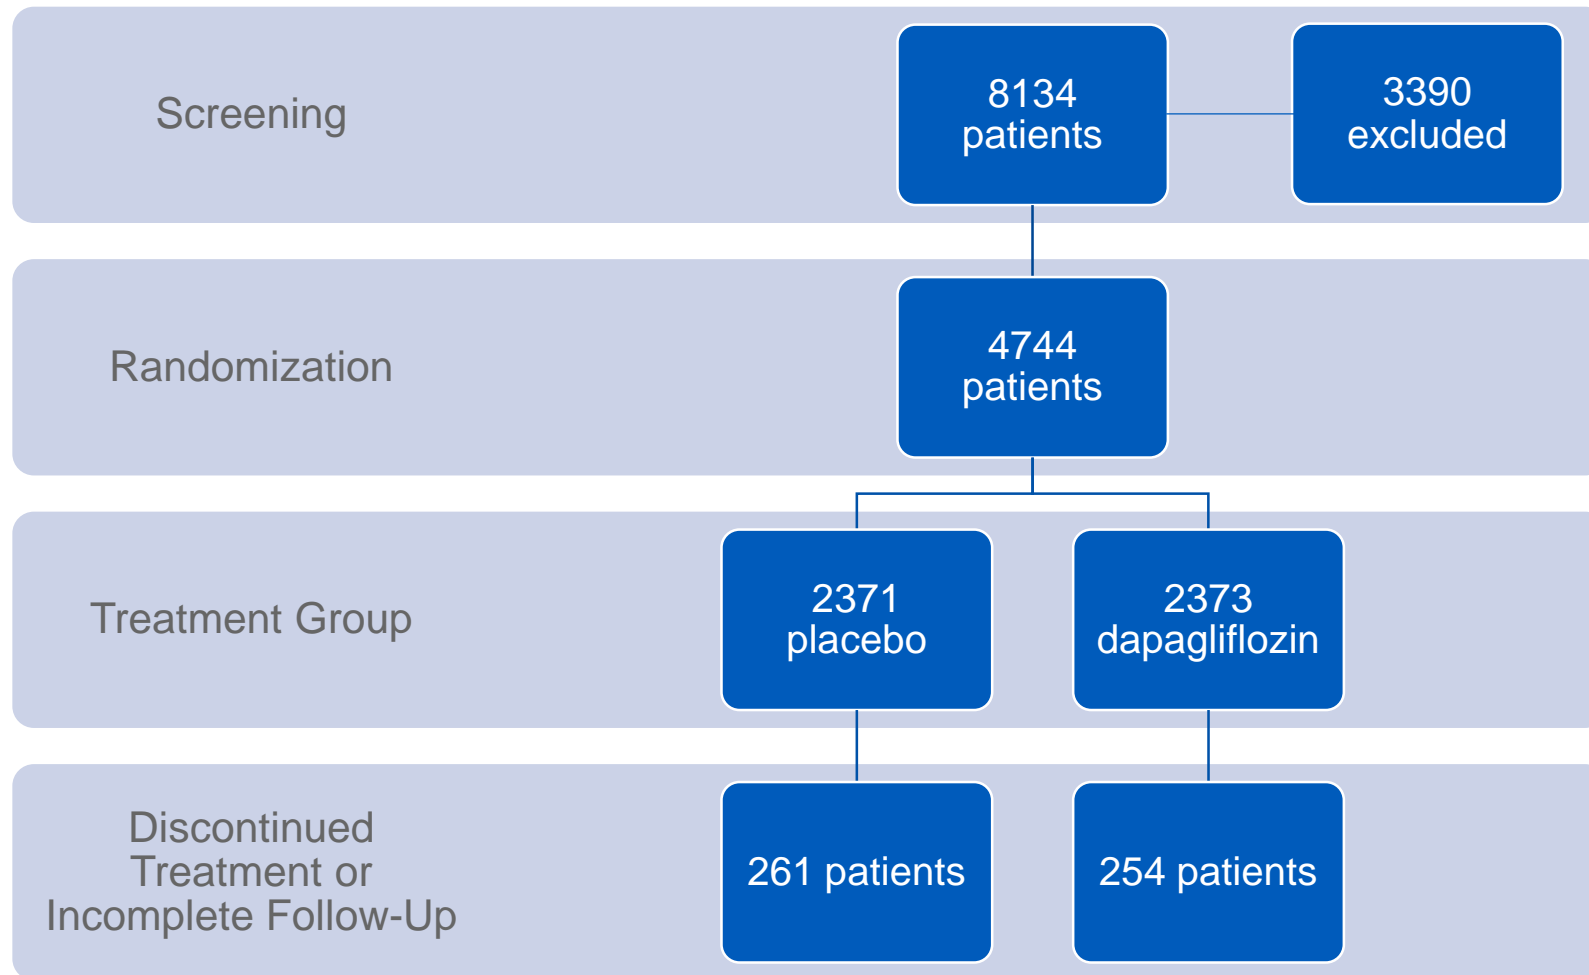 Screening
8134
patients
3390
excluded
Randomization
4744
patients
Treatment Group
2371
placebo
2373
dapagliflozin
Discontinued
Treatment or
Incomplete Follow-Up
261 patients
254 patients